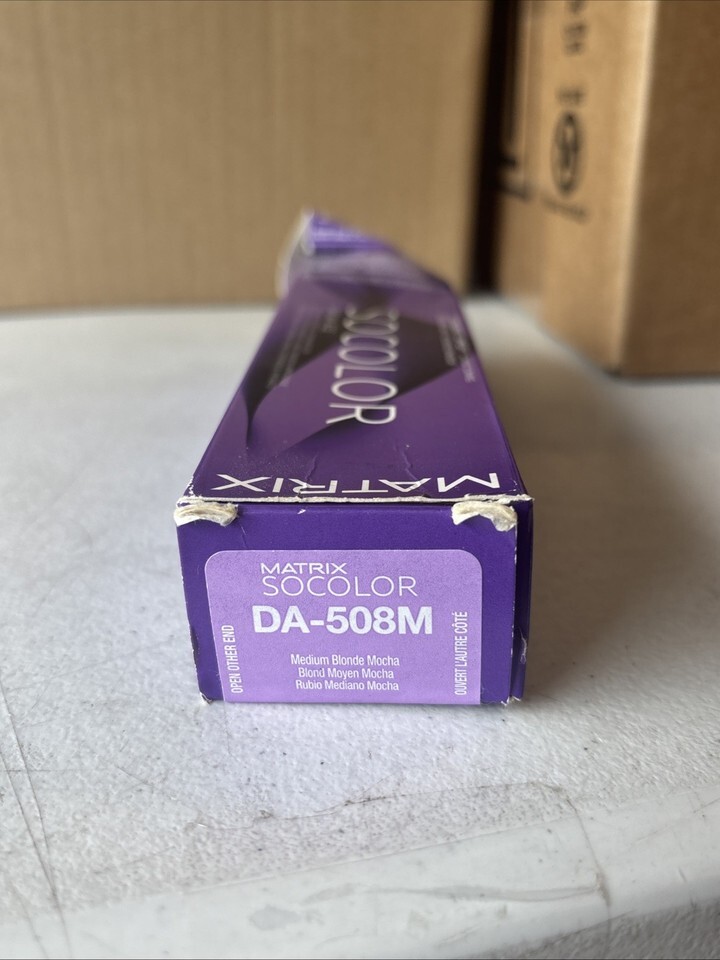 SOCOLOR
MATRIX
MATRIX
SOCOLOR
DA-508M
Medium Blonde Mocha
Blond Moyen Mocha
Rubio Mediano Mocha
OPEN OTHER END
OUVERT L'AUTRE CÔTÉ